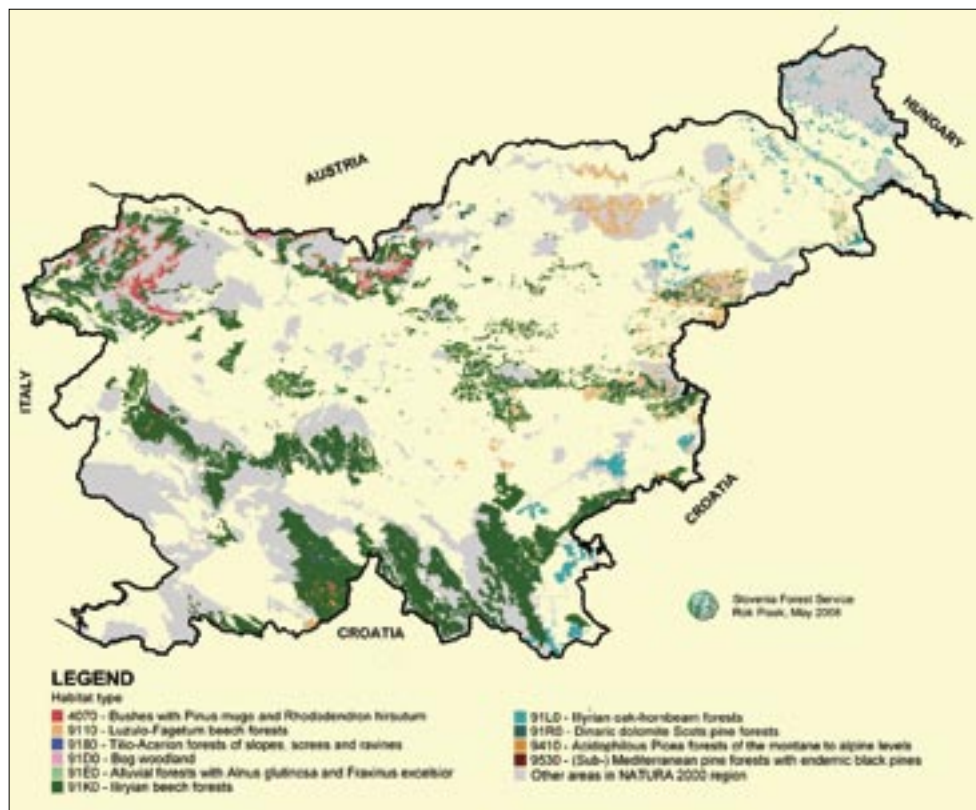 AUSTRIA
HUNGARY
ITALY
CROATIA
CROATIA
Slovenia Forest Service
Rok Pisek, May 2008
LEGEND
Habitat type
4070 - Bushes with Pinus mugo and Rhododendron hirsutum
9110 - Luzulo-Fagetum beech forests
9180 - Tilio-Acerion forests of slopes, screes and ravines
91D0 - Bog woodland
91E0 - Alluvial forests with Alnus glutinosa and Fraxinus excelsior
91K0 - Illryian beech forests
91L0 - Illyrian oak-hornbeam forests
91R0 - Dinaric dolomite Scots pine forests
9410 - Acidophilous Picea forests of the montane to alpine levels
9530 - (Sub-) Mediterranean pine forests with endemic black pines
Other areas in NATURA 2000 region